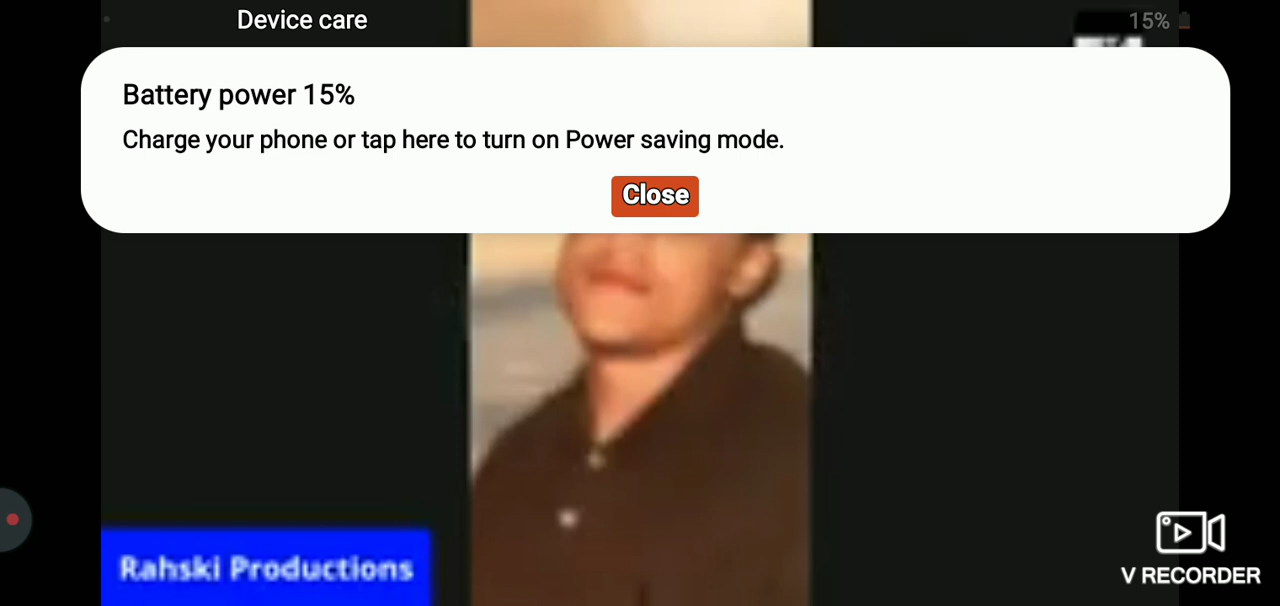 Device care
15%
Battery power 15%
Charge your phone or tap here to turn on Power saving mode.
Close
Rahski Productions
V RECORDER